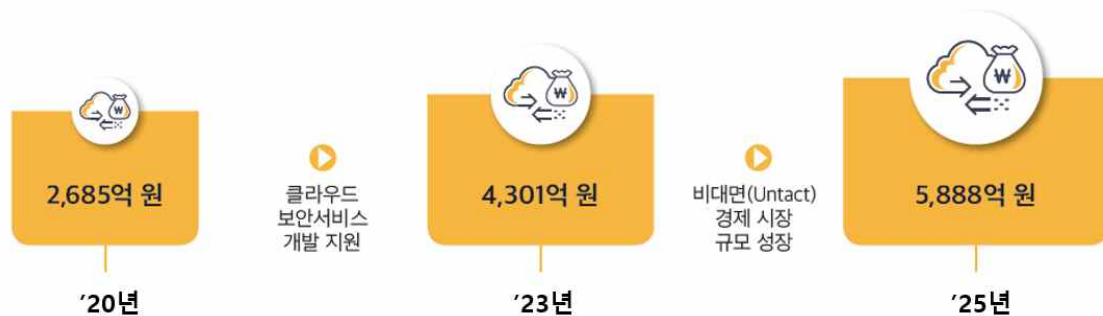 ₩
2,685억 원
'20년
클라우드
보안서비스
개발 지원
₩
4,301억 원
'23년
비대면(Untact)
경제 시장
규모 성장
₩
5,888억 원
'25년